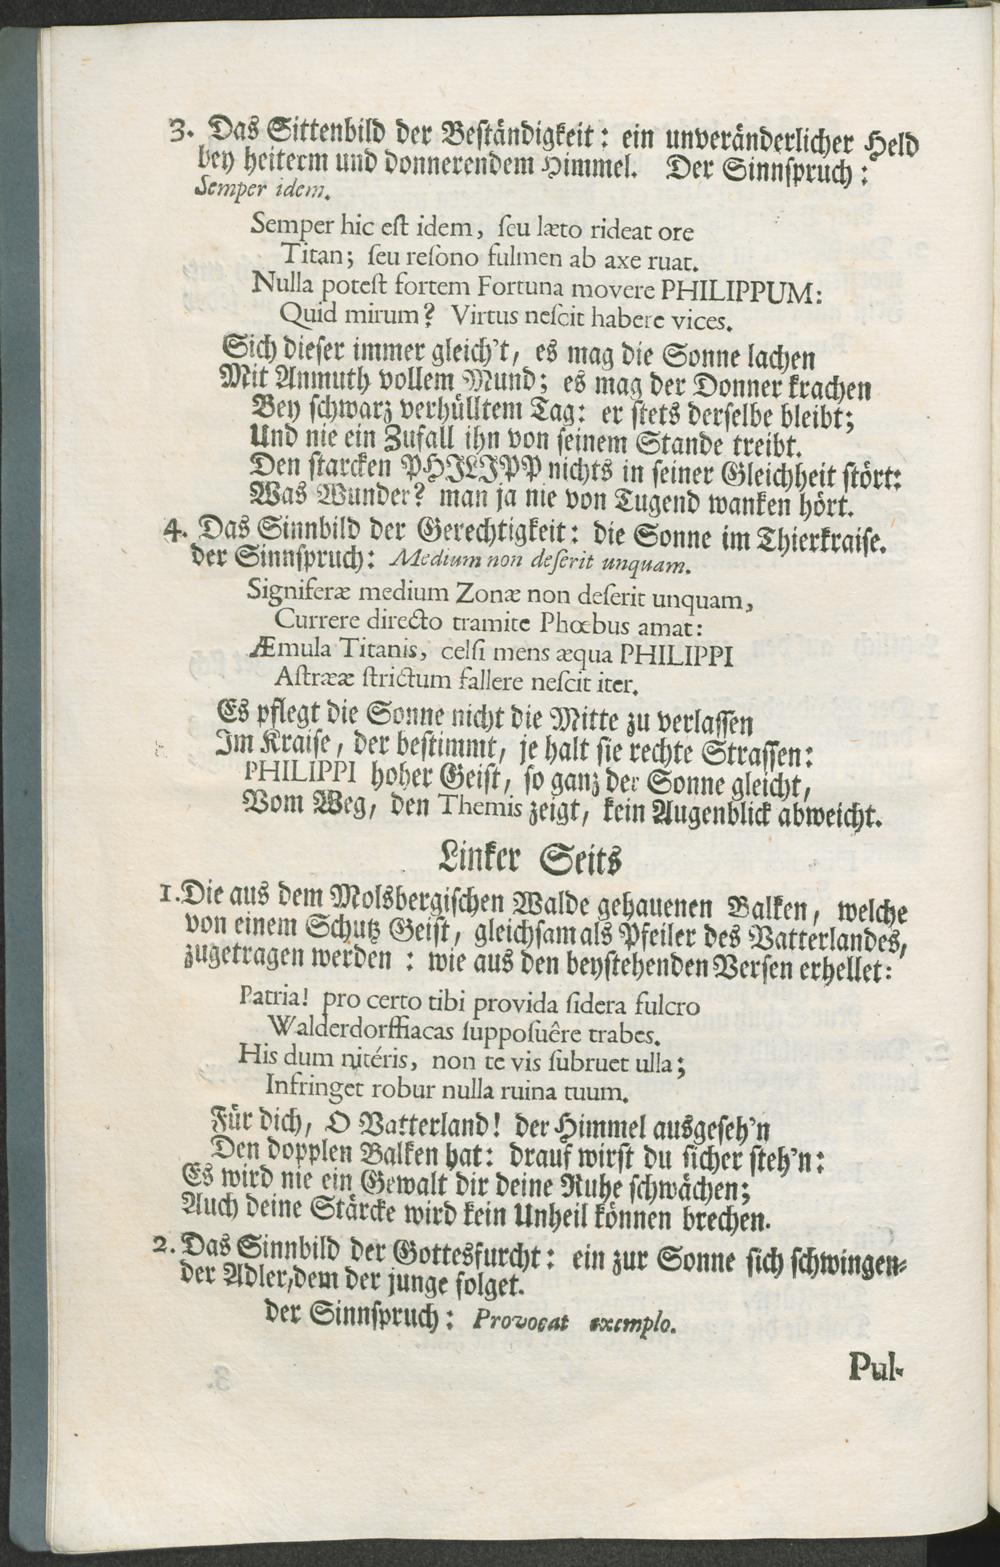 3. Das Sittenbild der Beständigkeit: ein unveränderlicher Held
bey heiterm und donnerendem Himmel. Der Sinnspruch:
Semper idem.
Semper hic est idem, seu læto rideat ore
Titan; seu resono fulmen ab axe ruat.
Nulla potest fortem Fortuna movere PHILIPPUM:
Quid mirum? Virtus nescit habere vices.
Sich dieser immer gleich't, es mag die Sonne lachen
Mit Anmuth vollem Mund; es mag der Donner krachen
Bey schwarz verhülltem Tag: er stets derselbe bleibt;
Und nie ein Zufall ihn von seinem Stande treibt.
Den starcken PHILIPP nichts in seiner Gleichheit stört:
Was Wunder? man ja nie von Tugend wanken hört.
4. Das Sinnbild der Gerechtigkeit: die Sonne im Thierkraise.
der Sinnspruch: Medium non deserit unquam.
Signiferæ medium Zonæ non deserit unquam,
Currere directo tramite Phœbus amat:
Æmula Titanis, celsi mens æqua PHILIPPI
Astrææ strictum fallere nescit iter.
Es pflegt die Sonne nicht die Mitte zu verlassen
Im Kraise, der bestimmt, je halt sie rechte Strassen:
PHILIPPI hoher Geist, so ganz der Sonne gleicht,
Vom Weg, den Themis zeigt, kein Augenblick abweicht.
Linker Seits
1. Die aus dem Molsbergischen Walde gehauenen Balken, welche
von einem Schutz Geist, gleichsam als Pfeiler des Vatterlandes,
zugetragen werden: wie aus den beystehenden Versen erhellet:
Patria! pro certo tibi provida sidera fulcro
Walderdorffiacas supposuêre trabes.
His dum nitéris, non te vis subruet ulla;
Infringet robur nulla ruina tuum.
Für dich, O Vatterland! der Himmel ausgeseh'n
Den dopplen Balken hat: drauf wirst du sicher steh'n:
Es wird nie ein Gewalt dir deine Ruhe schwächen;
Auch deine Stärcke wird kein Unheil können brechen.
2. Das Sinnbild der Gottesfurcht: ein zur Sonne sich schwingen-
der Adler, dem der junge folget.
der Sinnspruch: Provocat exemplo.
Pul-